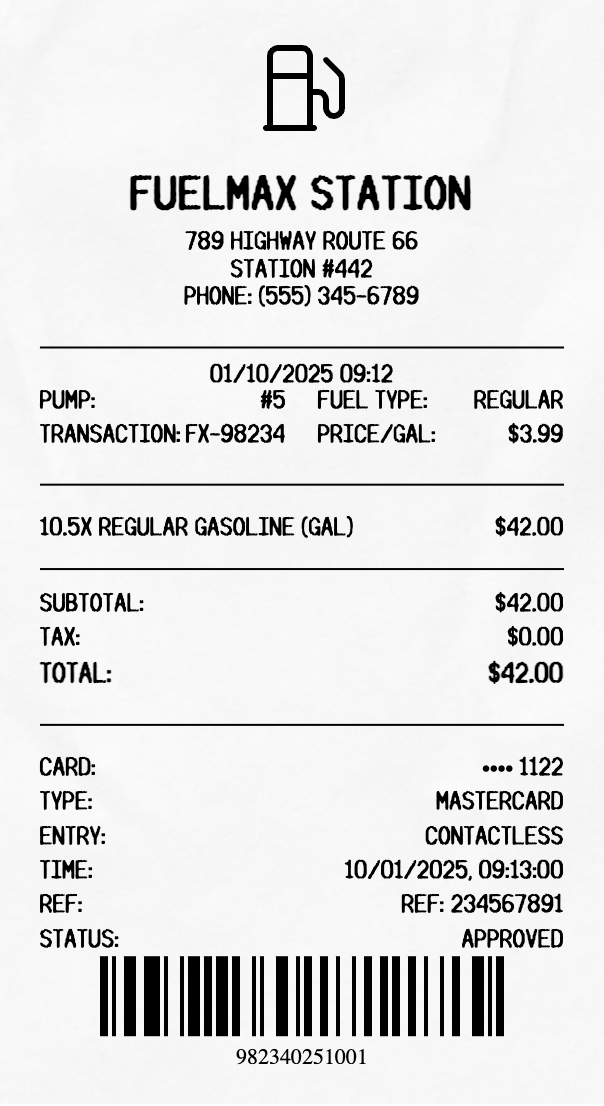 FUELMAX STATION
789 HIGHWAY ROUTE 66
STATION #442
PHONE: (555) 345-6789
01/10/2025 09:12
PUMP: #5 FUEL TYPE: REGULAR
TRANSACTION: FX-98234 PRICE/GAL: $3.99
10.5X REGULAR GASOLINE (GAL) $42.00
SUBTOTAL: $42.00
TAX: $0.00
TOTAL: $42.00
CARD: •••• 1122
TYPE: MASTERCARD
ENTRY: CONTACTLESS
TIME: 10/01/2025, 09:13:00
REF: REF: 234567891
STATUS: APPROVED
982340251001